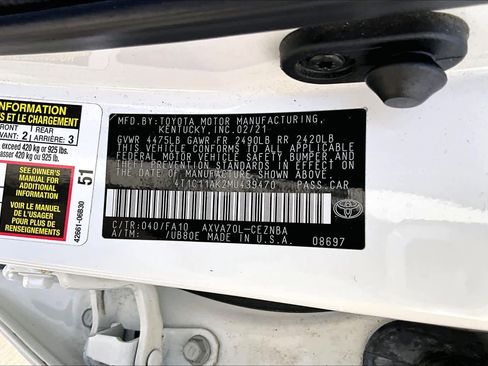 INFORMATION
S ET LE CHARGEMENT
FRONT
AVANT: 2
REAR
ARRIÈRE: 3
exceed 420 kg or 925 lbs.
passer 420 kg ou 925 lb.
SEE OWNER'S
MANUAL FOR
ADDITIONAL
INFORMATION
VOIR LE MANUEL
DE L'USAGER
POUR PLUS DE
RENSEIGNEMENTS
42661-06830
51
MFD. BY: TOYOTA MOTOR MANUFACTURING,
KENTUCKY, INC. 02/21
GVWR 4475LB GAWR FR 2490LB RR 2420LB
THIS VEHICLE CONFORMS TO ALL APPLICABLE
FEDERAL MOTOR VEHICLE SAFETY, BUMPER, AND
THEFT PREVENTION STANDARDS IN EFFECT ON
THE DATE OF MANUFACTURE SHOWN ABOVE.
4T1C11AK2MU439470 PASS. CAR
C/TR: 040/FA10 AXVA70L-CEZNBA
A/TM: /UB80E MADE IN U.S.A.
08697
TOYOTA